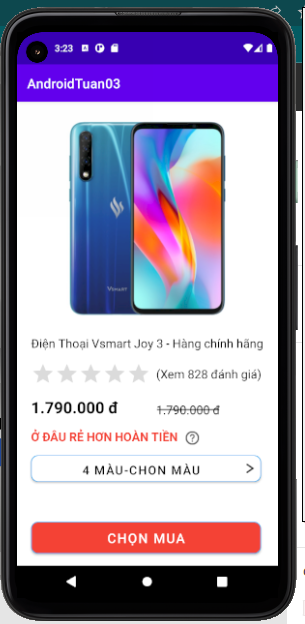 3:23
AndroidTuan03
Vsmart
Điện Thoại Vsmart Joy 3 - Hàng chính hãng
(Xem 828 đánh giá)
1.790.000 đ 1.790.000 đ
Ở ĐÂU RẺ HƠN HOÀN TIỀN ?
4 MÀU-CHON MÀU >
CHỌN MUA